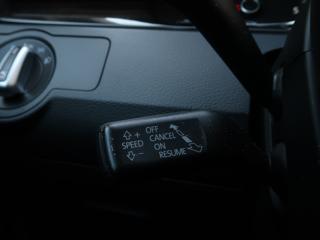 +
SPEED
-
OFF
CANCEL
ON
RESUME